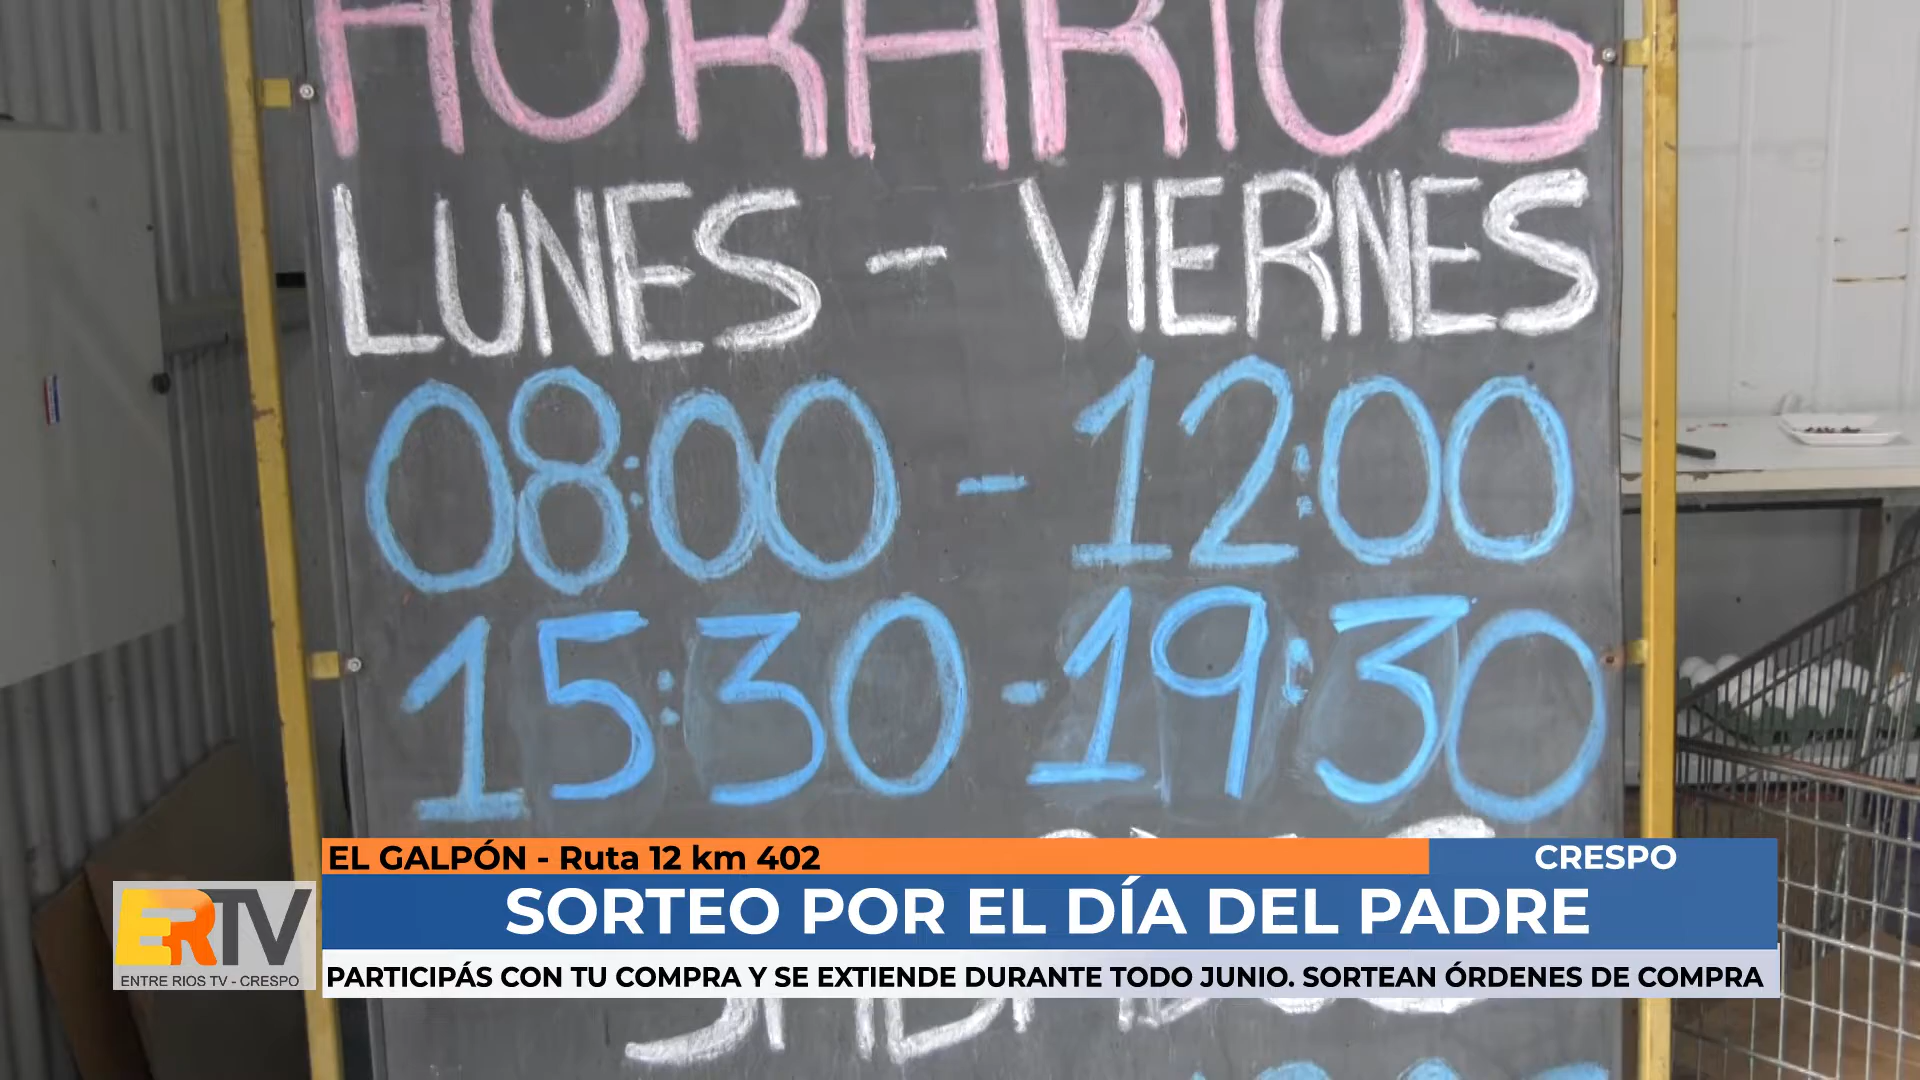 HORARIOS
LUNES - VIERNES
08:00 - 12:00
15:30 - 19:30
EL GALPÓN - Ruta 12 km 402
CRESPO
SORTEO POR EL DÍA DEL PADRE
ERTV
ENTRE RIOS TV - CRESPO
PARTICIPÁS CON TU COMPRA Y SE EXTIENDE DURANTE TODO JUNIO. SORTEAN ÓRDENES DE COMPRA